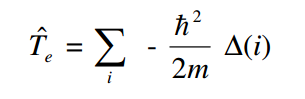 T̂ₑ = ∑ᵢ - ħ²/2m Δ(i)